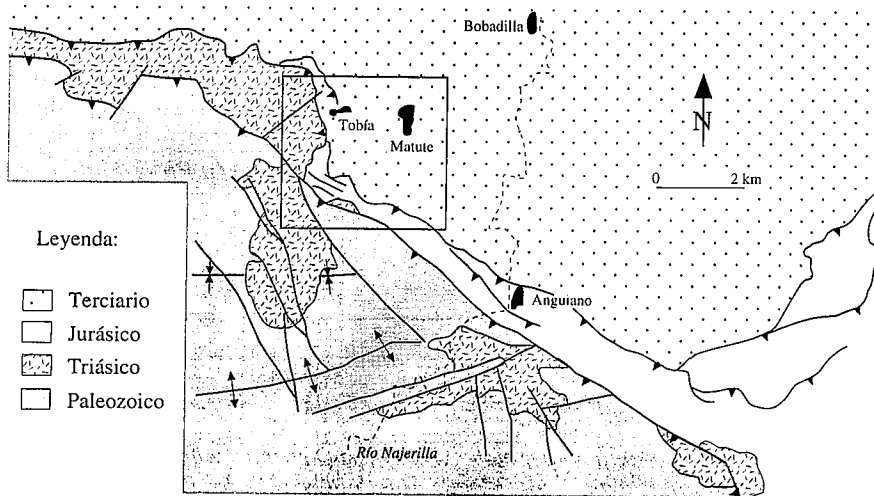 Bobadilla
Tobía
Matute
N
0 2 km
Leyenda:
Terciario
Jurásico
Triásico
Paleozoico
Anguiano
Río Najerilla